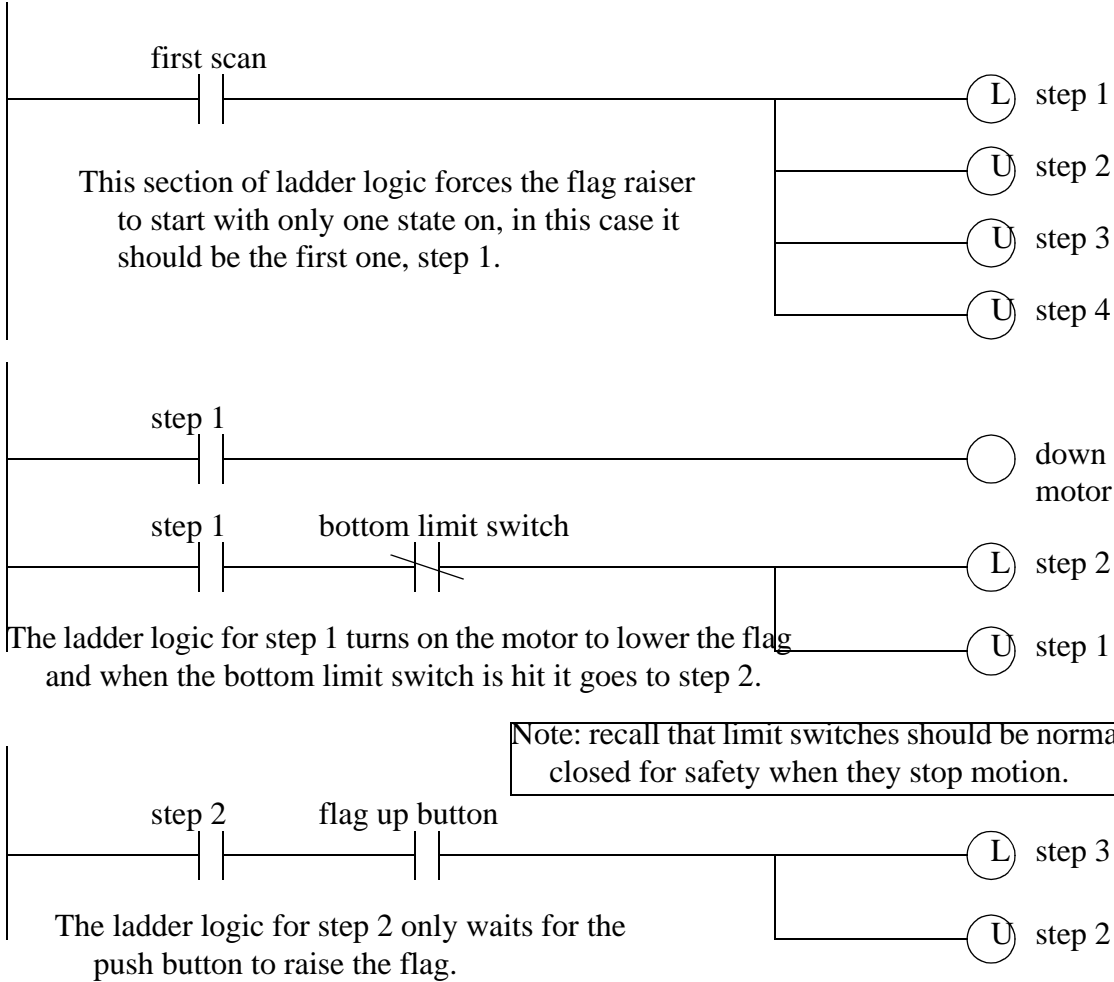 first scan
L step 1
U step 2
This section of ladder logic forces the flag raiser
to start with only one state on, in this case it
should be the first one, step 1.
U step 3
U step 4
step 1
down
motor
step 1 bottom limit switch
L step 2
The ladder logic for step 1 turns on the motor to lower the flag
and when the bottom limit switch is hit it goes to step 2.
U step 1
Note: recall that limit switches should be norma
closed for safety when they stop motion.
step 2 flag up button
L step 3
The ladder logic for step 2 only waits for the
push button to raise the flag.
U step 2